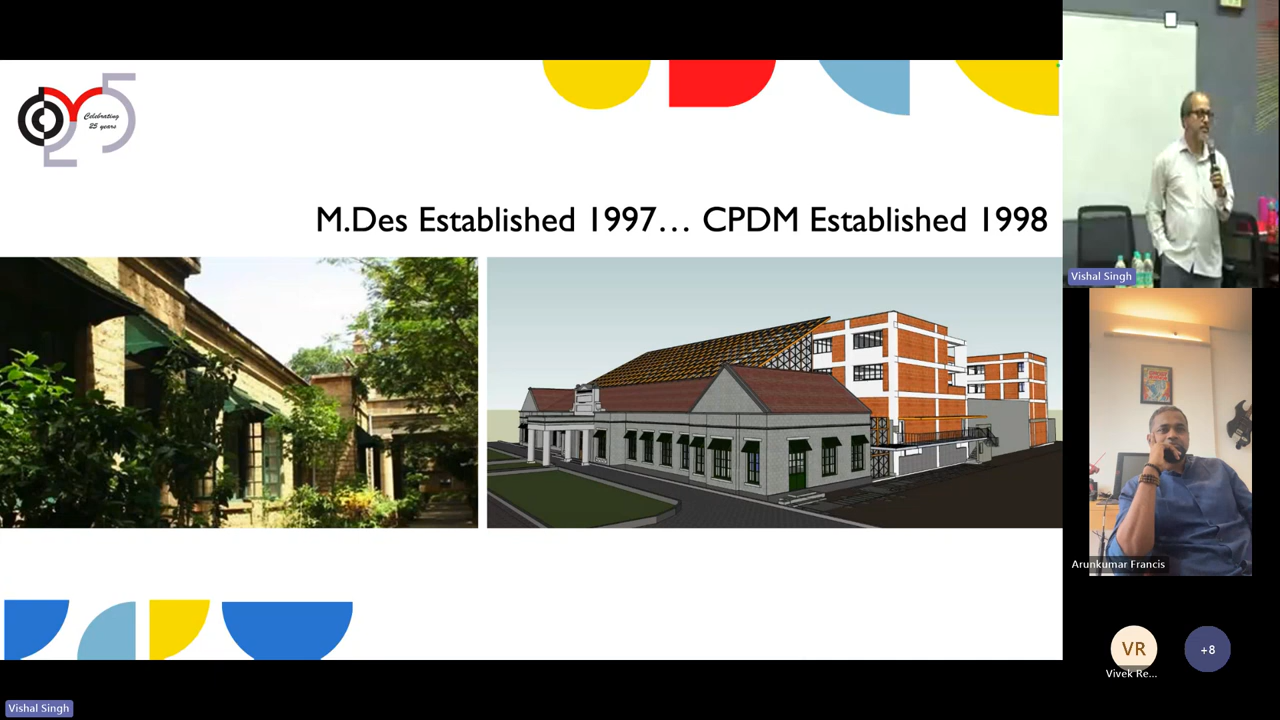 Celebrating
25 years
M.Des Established 1997... CPDM Established 1998
Vishal Singh
Arunkumar Francis
VR
Vivek Re...
+8
Vishal Singh